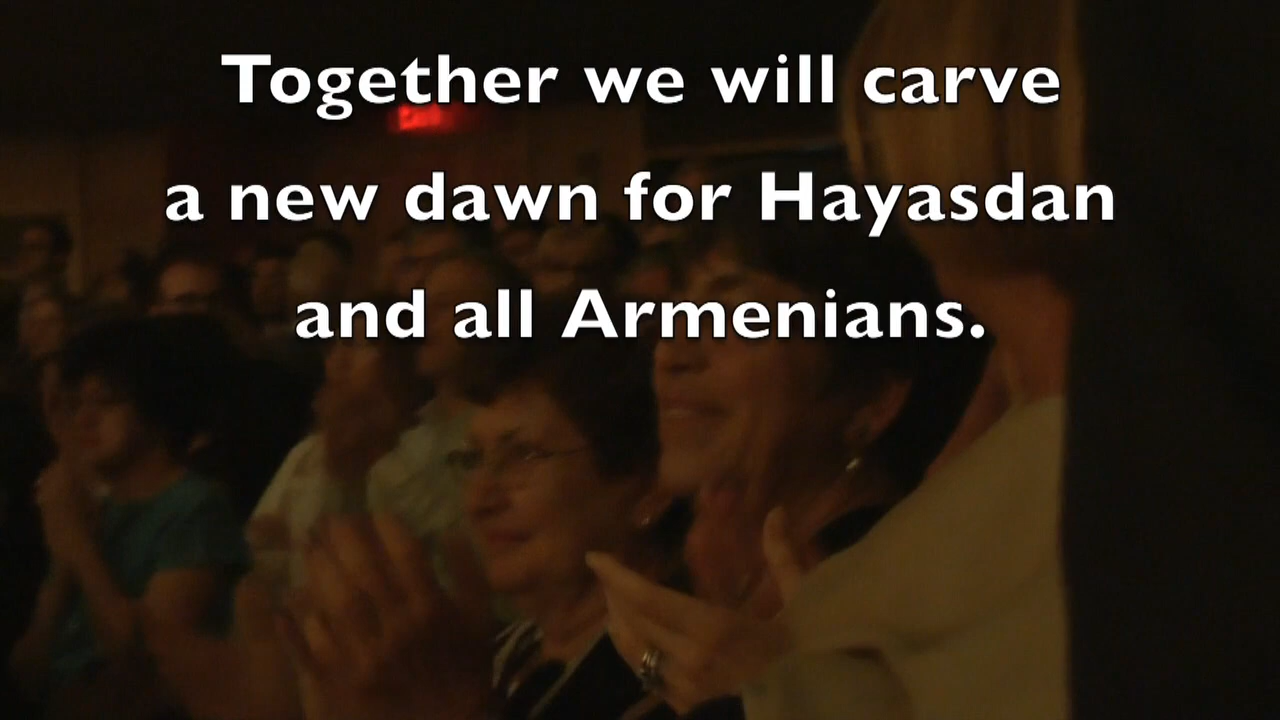 Together we will carve
a new dawn for Hayasdan
and all Armenians.